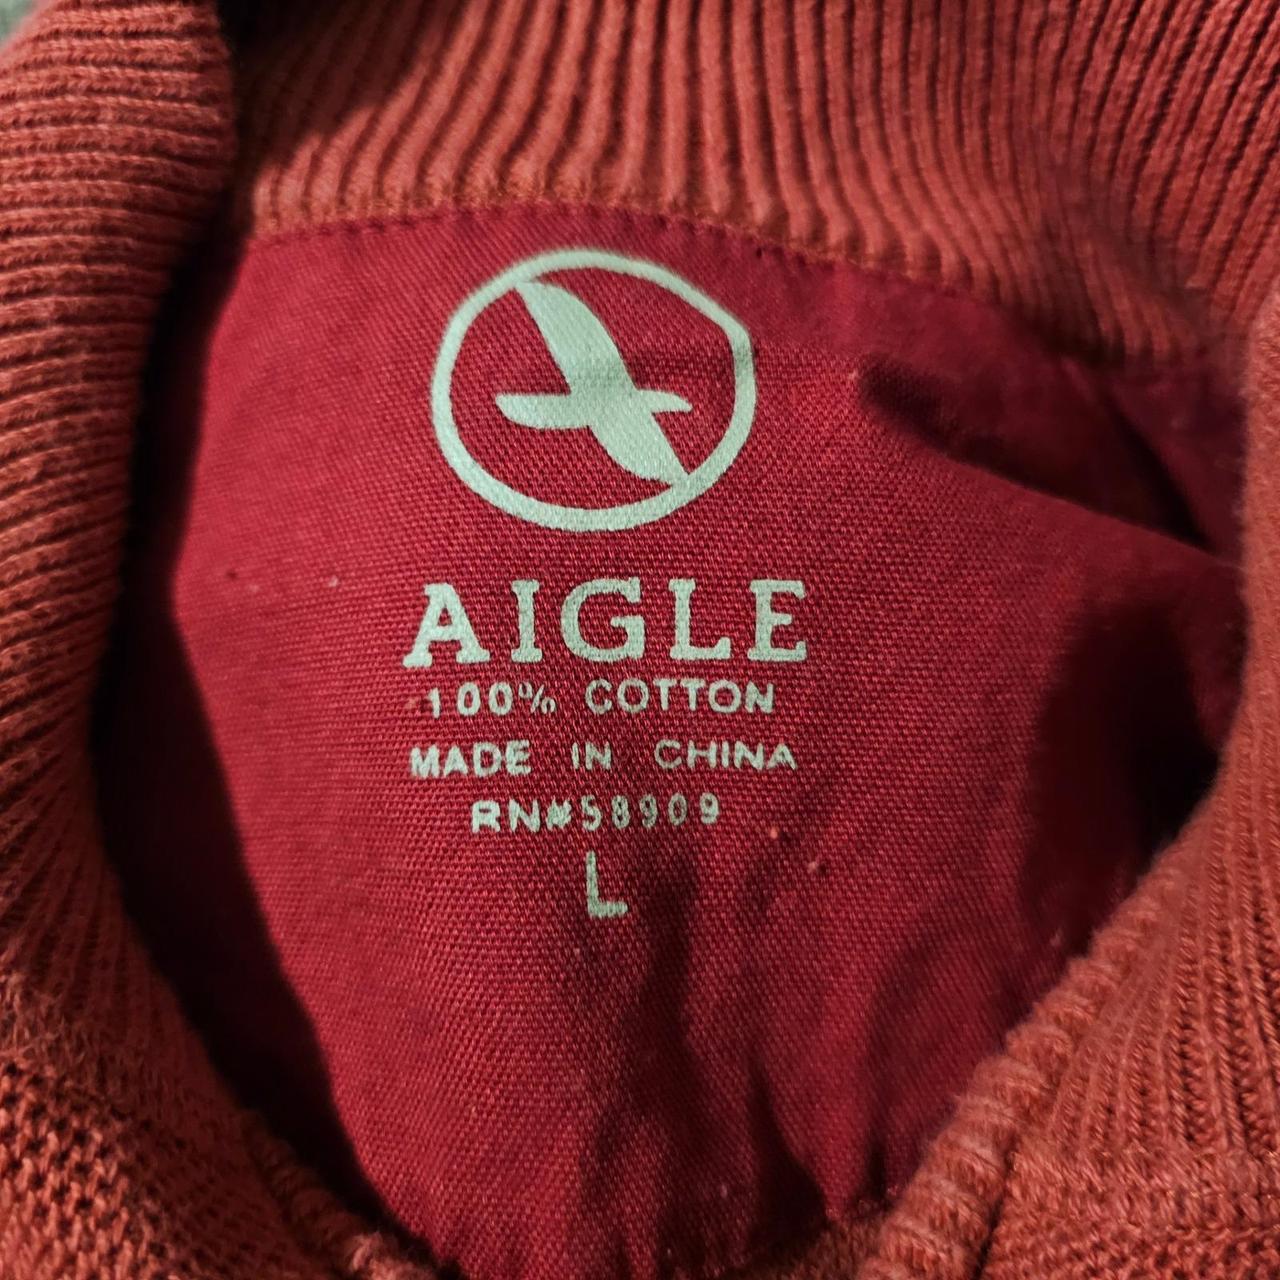 AIGLE
100% COTTON
MADE IN CHINA
RN#58909
L